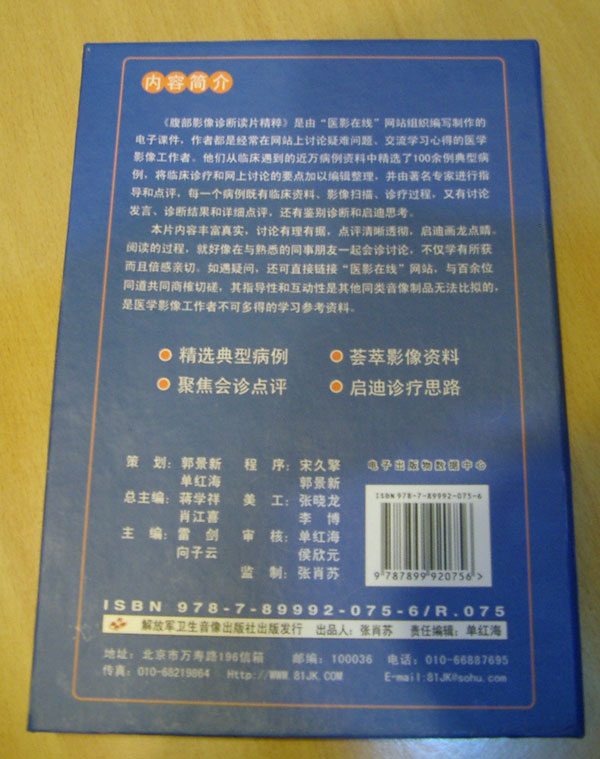 内容简介
《腹部影像诊断读片精粹》是由“医影在线”网站组织编写制作的
电子课件，作者都是经常在网站上讨论疑难问题、交流学习心得的医学
影像工作者。他们从临床遇到的近万病例资料中精选了100余例典型病
例，将临床诊疗和网上讨论的要点加以编辑整理，并由著名专家进行指
导和点评，每一个病例既有临床资料、影像扫描、诊疗过程，又有讨论
发言、诊断结果和详细点评，还有鉴别诊断和启迪思考。
本片内容丰富真实，讨论有理有据，点评清晰透彻，启迪画龙点睛。
阅读的过程，就好像在与熟悉的同事朋友一起会诊讨论，不仅学有所获
而且倍感亲切。如遇疑问，还可直接链接“医影在线”网站，与百余位
同道共同商榷切磋，其指导性和互动性是其他同类音像制品无法比拟的，
是医学影像工作者不可多得的学习参考资料。
精选典型病例 荟萃影像资料
聚焦会诊点评 启迪诊疗思路
策 划：郭景新 程 序：宋久擎 电子出版物数据中心
单红海 郭景新
总主编：蒋学祥 美 工：张晓龙 ISBN 978-7-89992-075-6
肖江喜 李 博
主 编：雷 剑 审 核：单红海
向子云 侯欣元
监 制：张肖苏 9 787899 920756 >
ISBN 978-7-89992-075-6/R.075
解放军卫生音像出版社出版发行 出品人：张肖苏 责任编辑：单红海
地址：北京市万寿路196信箱 邮编：100036 电话：010-66887695
传真：010-68219864 Http://WWW.81JK.COM E-mail:81JK@sohu.com